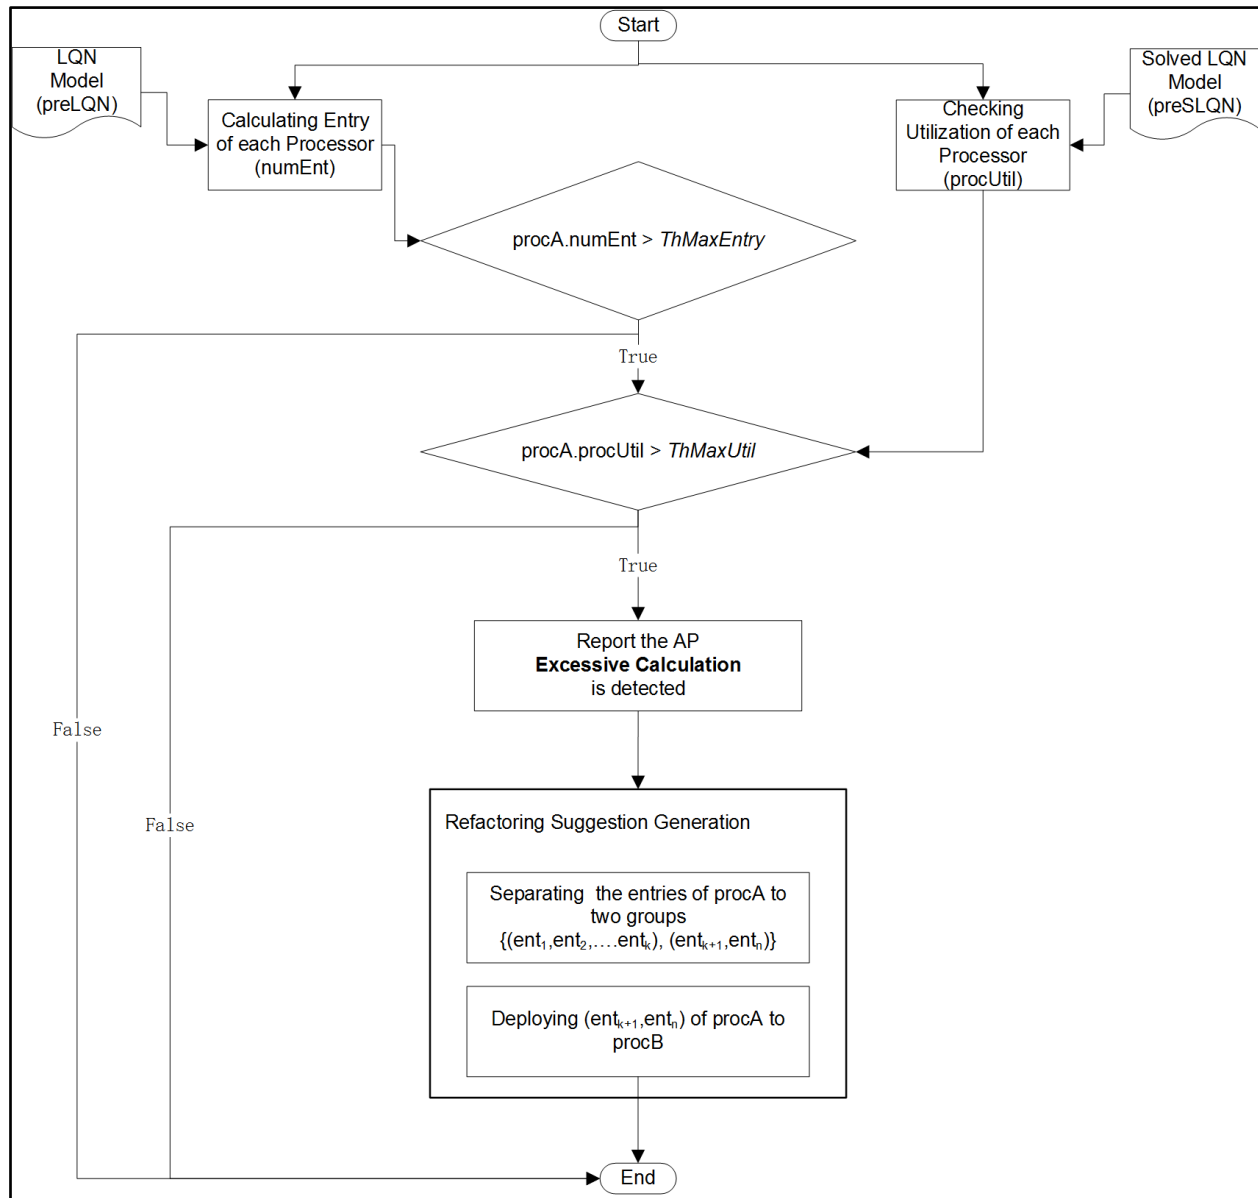 Start
LQN
Model
(preLQN)
Solved LQN
Model
(preSLQN)
Calculating Entry
of each Processor
(numEnt)
Checking
Utilization of each
Processor
(procUtil)
procA.numEnt > ThMaxEntry
True
procA.procUtil > ThMaxUtil
True
Report the AP
Excessive Calculation
is detected
False
False
Refactoring Suggestion Generation
Separating the entries of procA to
two groups
{(ent₁,ent₂,....entₖ), (entₖ₊₁,entₙ)}
Deploying (entₖ₊₁,entₙ) of procA to
procB
End